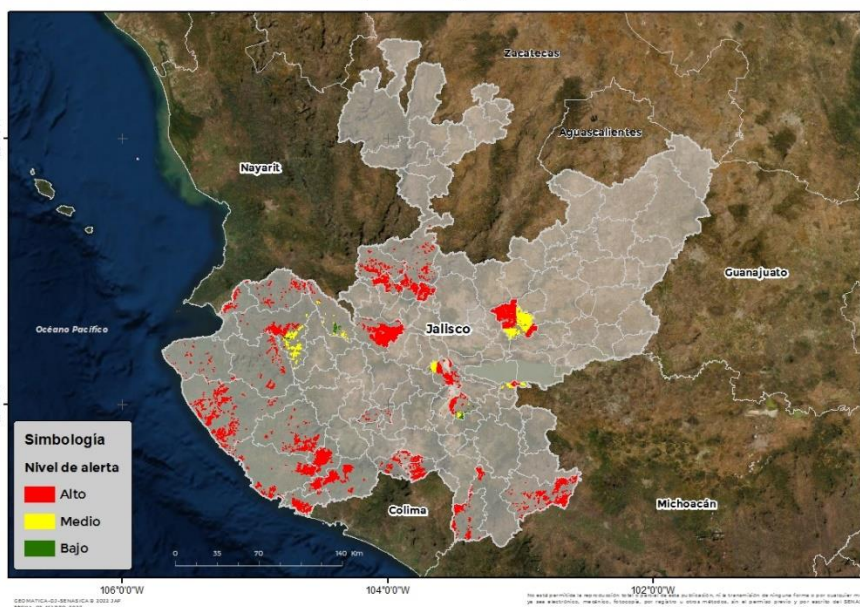 Zacatecas
Aguascalientes
Nayarit
Guanajuato
Océano Pacífico
Jalisco
Simbología
Nivel de alerta
Alto
Medio
Bajo
Colima
Michoacán
0 35 70 140 Km
106°0'0"W 104°0'0"W 102°0'0"W